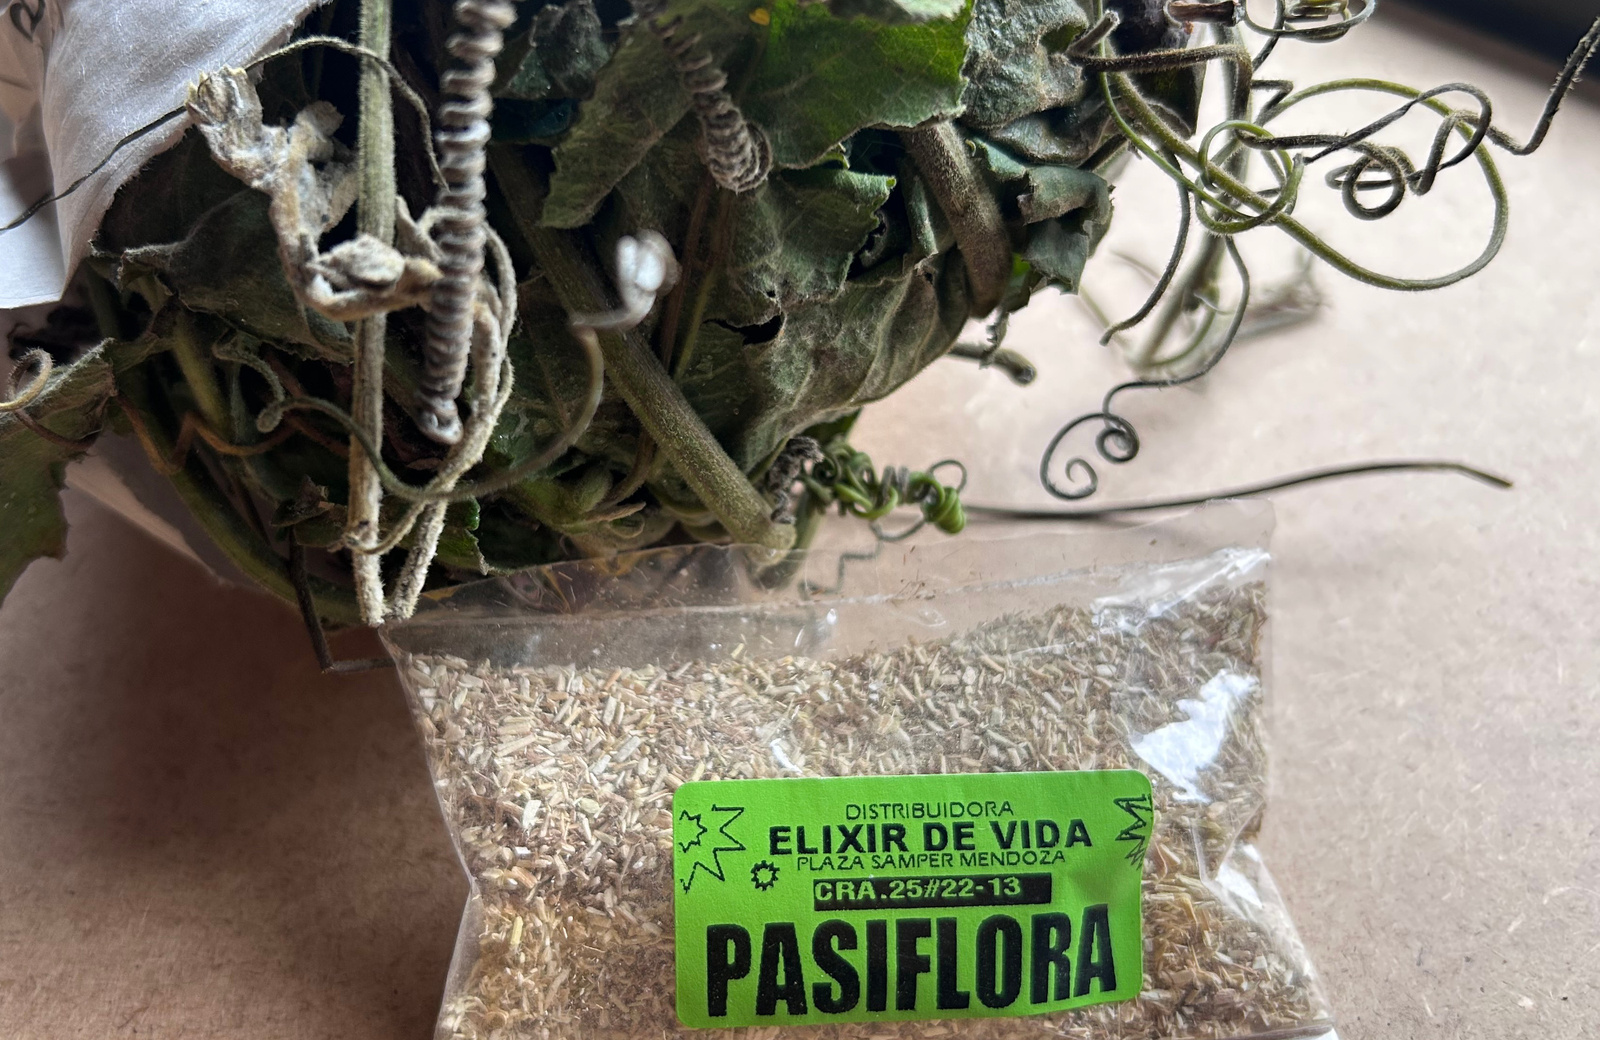 DISTRIBUIDORA
ELIXIR DE VIDA
PLAZA SAMPER MENDOZA
CRA.25#22-13
PASIFLORA